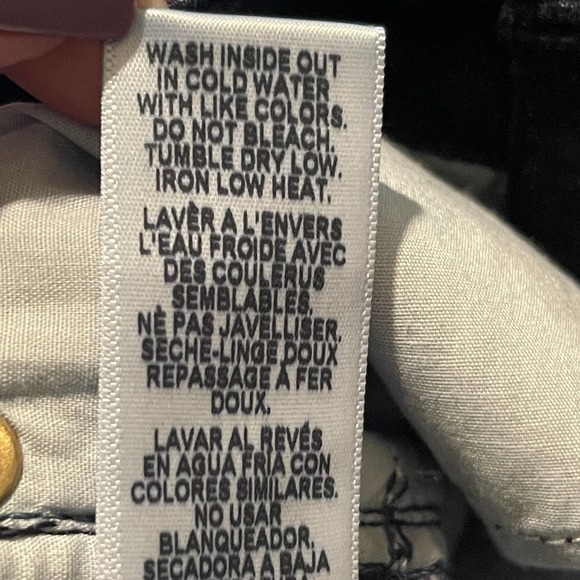 WASH INSIDE OUT
IN COLD WATER
WITH LIKE COLORS.
DO NOT BLEACH.
TUMBLE DRY LOW.
IRON LOW HEAT.
LAVÈR A L'ENVERS
L'EAU FROIDE AVEC
DES COULERUS
SEMBLABLES.
NÈ PAS JAVELLISER.
SECHE-LINGE DOUX
REPASSAGE À FER
DOUX.
LAVAR AL REVÉS
EN AGUA FRIA CON
COLORES SIMILARES.
NO USAR
BLANQUEADOR.
SECADORA A BAJA